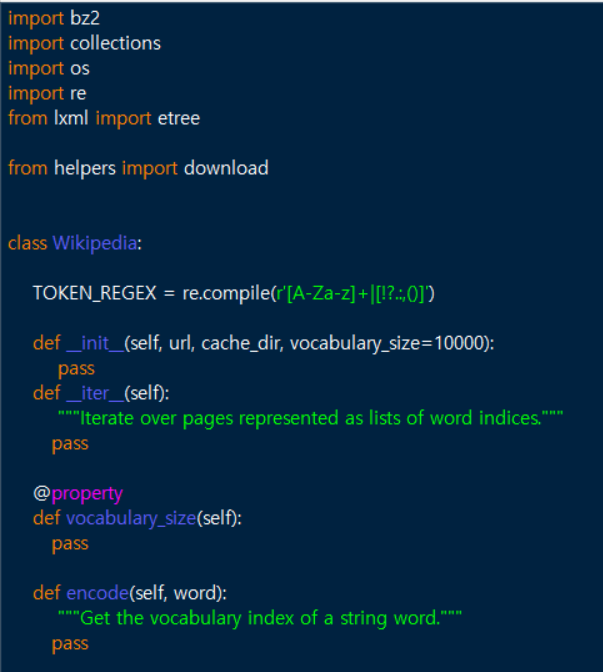 import bz2
import collections
import os
import re
from lxml import etree

from helpers import download


class Wikipedia:

    TOKEN_REGEX = re.compile(r'[A-Za-z]+|[!?.:,()]')

    def __init__(self, url, cache_dir, vocabulary_size=10000):
        pass
    def __iter__(self):
        """Iterate over pages represented as lists of word indices."""
       pass

    @property
    def vocabulary_size(self):
       pass

    def encode(self, word):
        """Get the vocabulary index of a string word."""
       pass